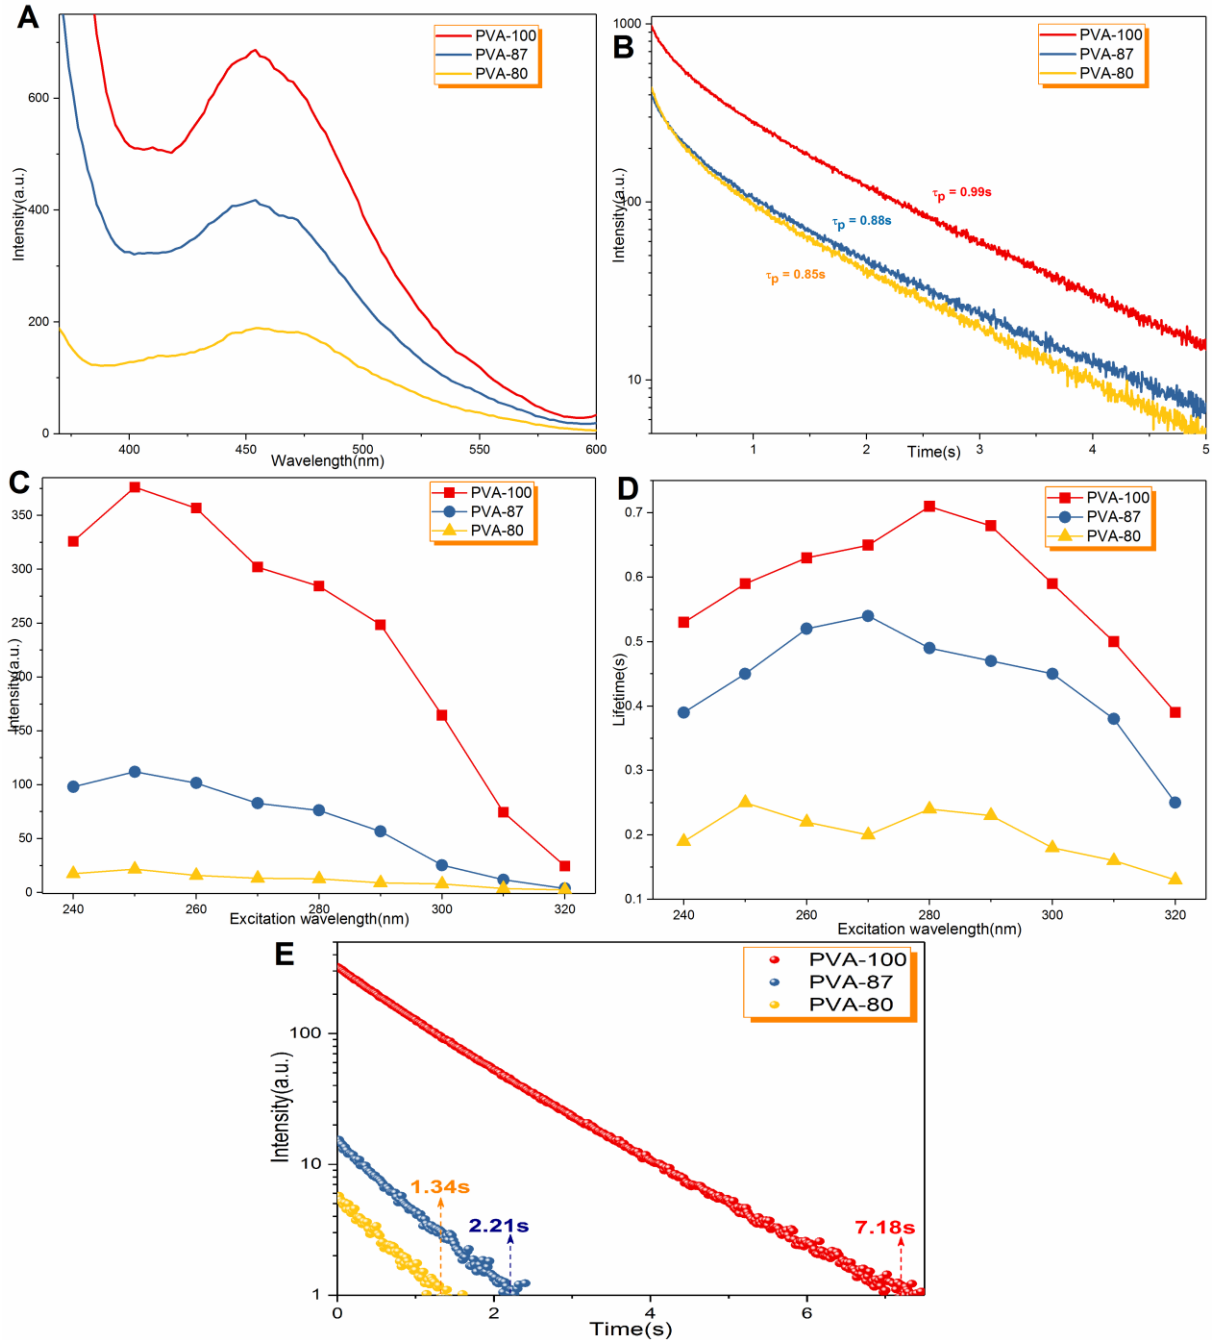 A
PVA-100
PVA-87
PVA-80
600
400
200
0
Intensity(a.u.)
400
450
500
550
600
Wavelength(nm)
B
PVA-100
PVA-87
PVA-80
1000
100
10
Intensity(a.u.)
τp = 0.99s
τp = 0.88s
τp = 0.85s
1
2
3
4
5
Time(s)
C
PVA-100
PVA-87
PVA-80
350
300
250
200
150
100
50
0
Intensity(a.u.)
240
260
280
300
320
Excitation wavelength(nm)
D
PVA-100
PVA-87
PVA-80
0.7
0.6
0.5
0.4
0.3
0.2
0.1
Lifetime(s)
240
260
280
300
320
Excitation wavelength(nm)
E
PVA-100
PVA-87
PVA-80
100
10
1
Intensity(a.u.)
1.34s
2.21s
7.18s
0
2
4
6
Time(s)